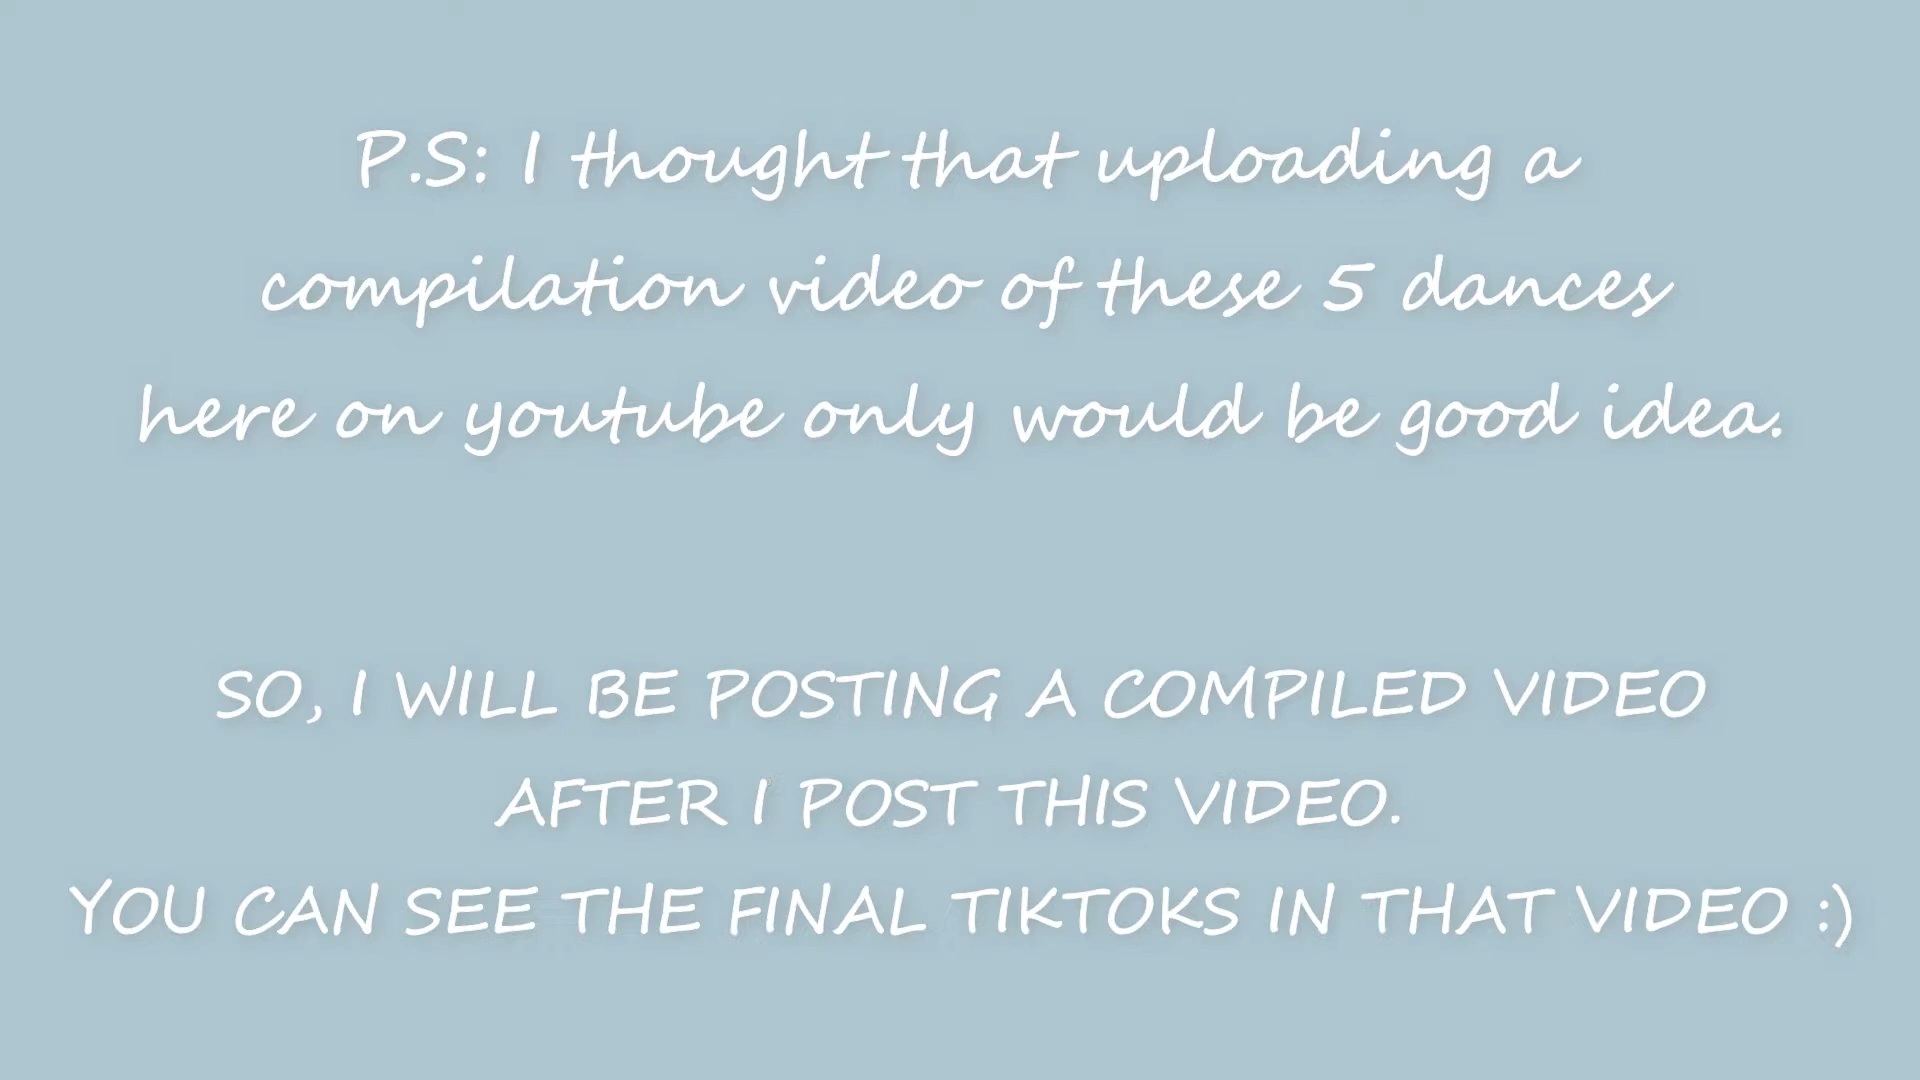 P.S: I thought that uploading a
compilation video of these 5 dances
here on youtube only would be good idea.
SO, I WILL BE POSTING A COMPILED VIDEO
AFTER I POST THIS VIDEO.
YOU CAN SEE THE FINAL TIKTOKS IN THAT VIDEO :)